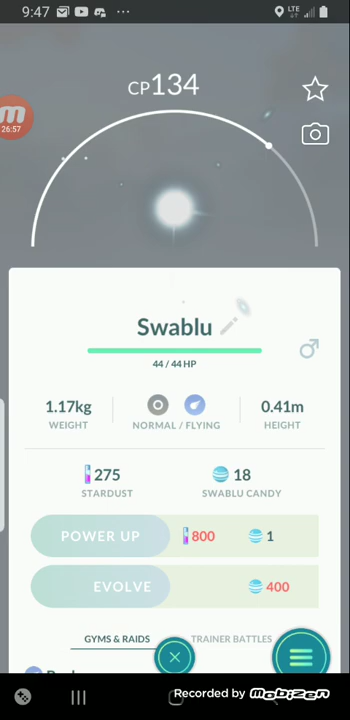 9:47
LTE
CP134
26:57
Swablu
44 / 44 HP
1.17kg
WEIGHT
NORMAL / FLYING
0.41m
HEIGHT
275
STARDUST
18
SWABLU CANDY
POWER UP 800 1
EVOLVE 400
GYMS & RAIDS TRAINER BATTLES
Recorded by Mobizen